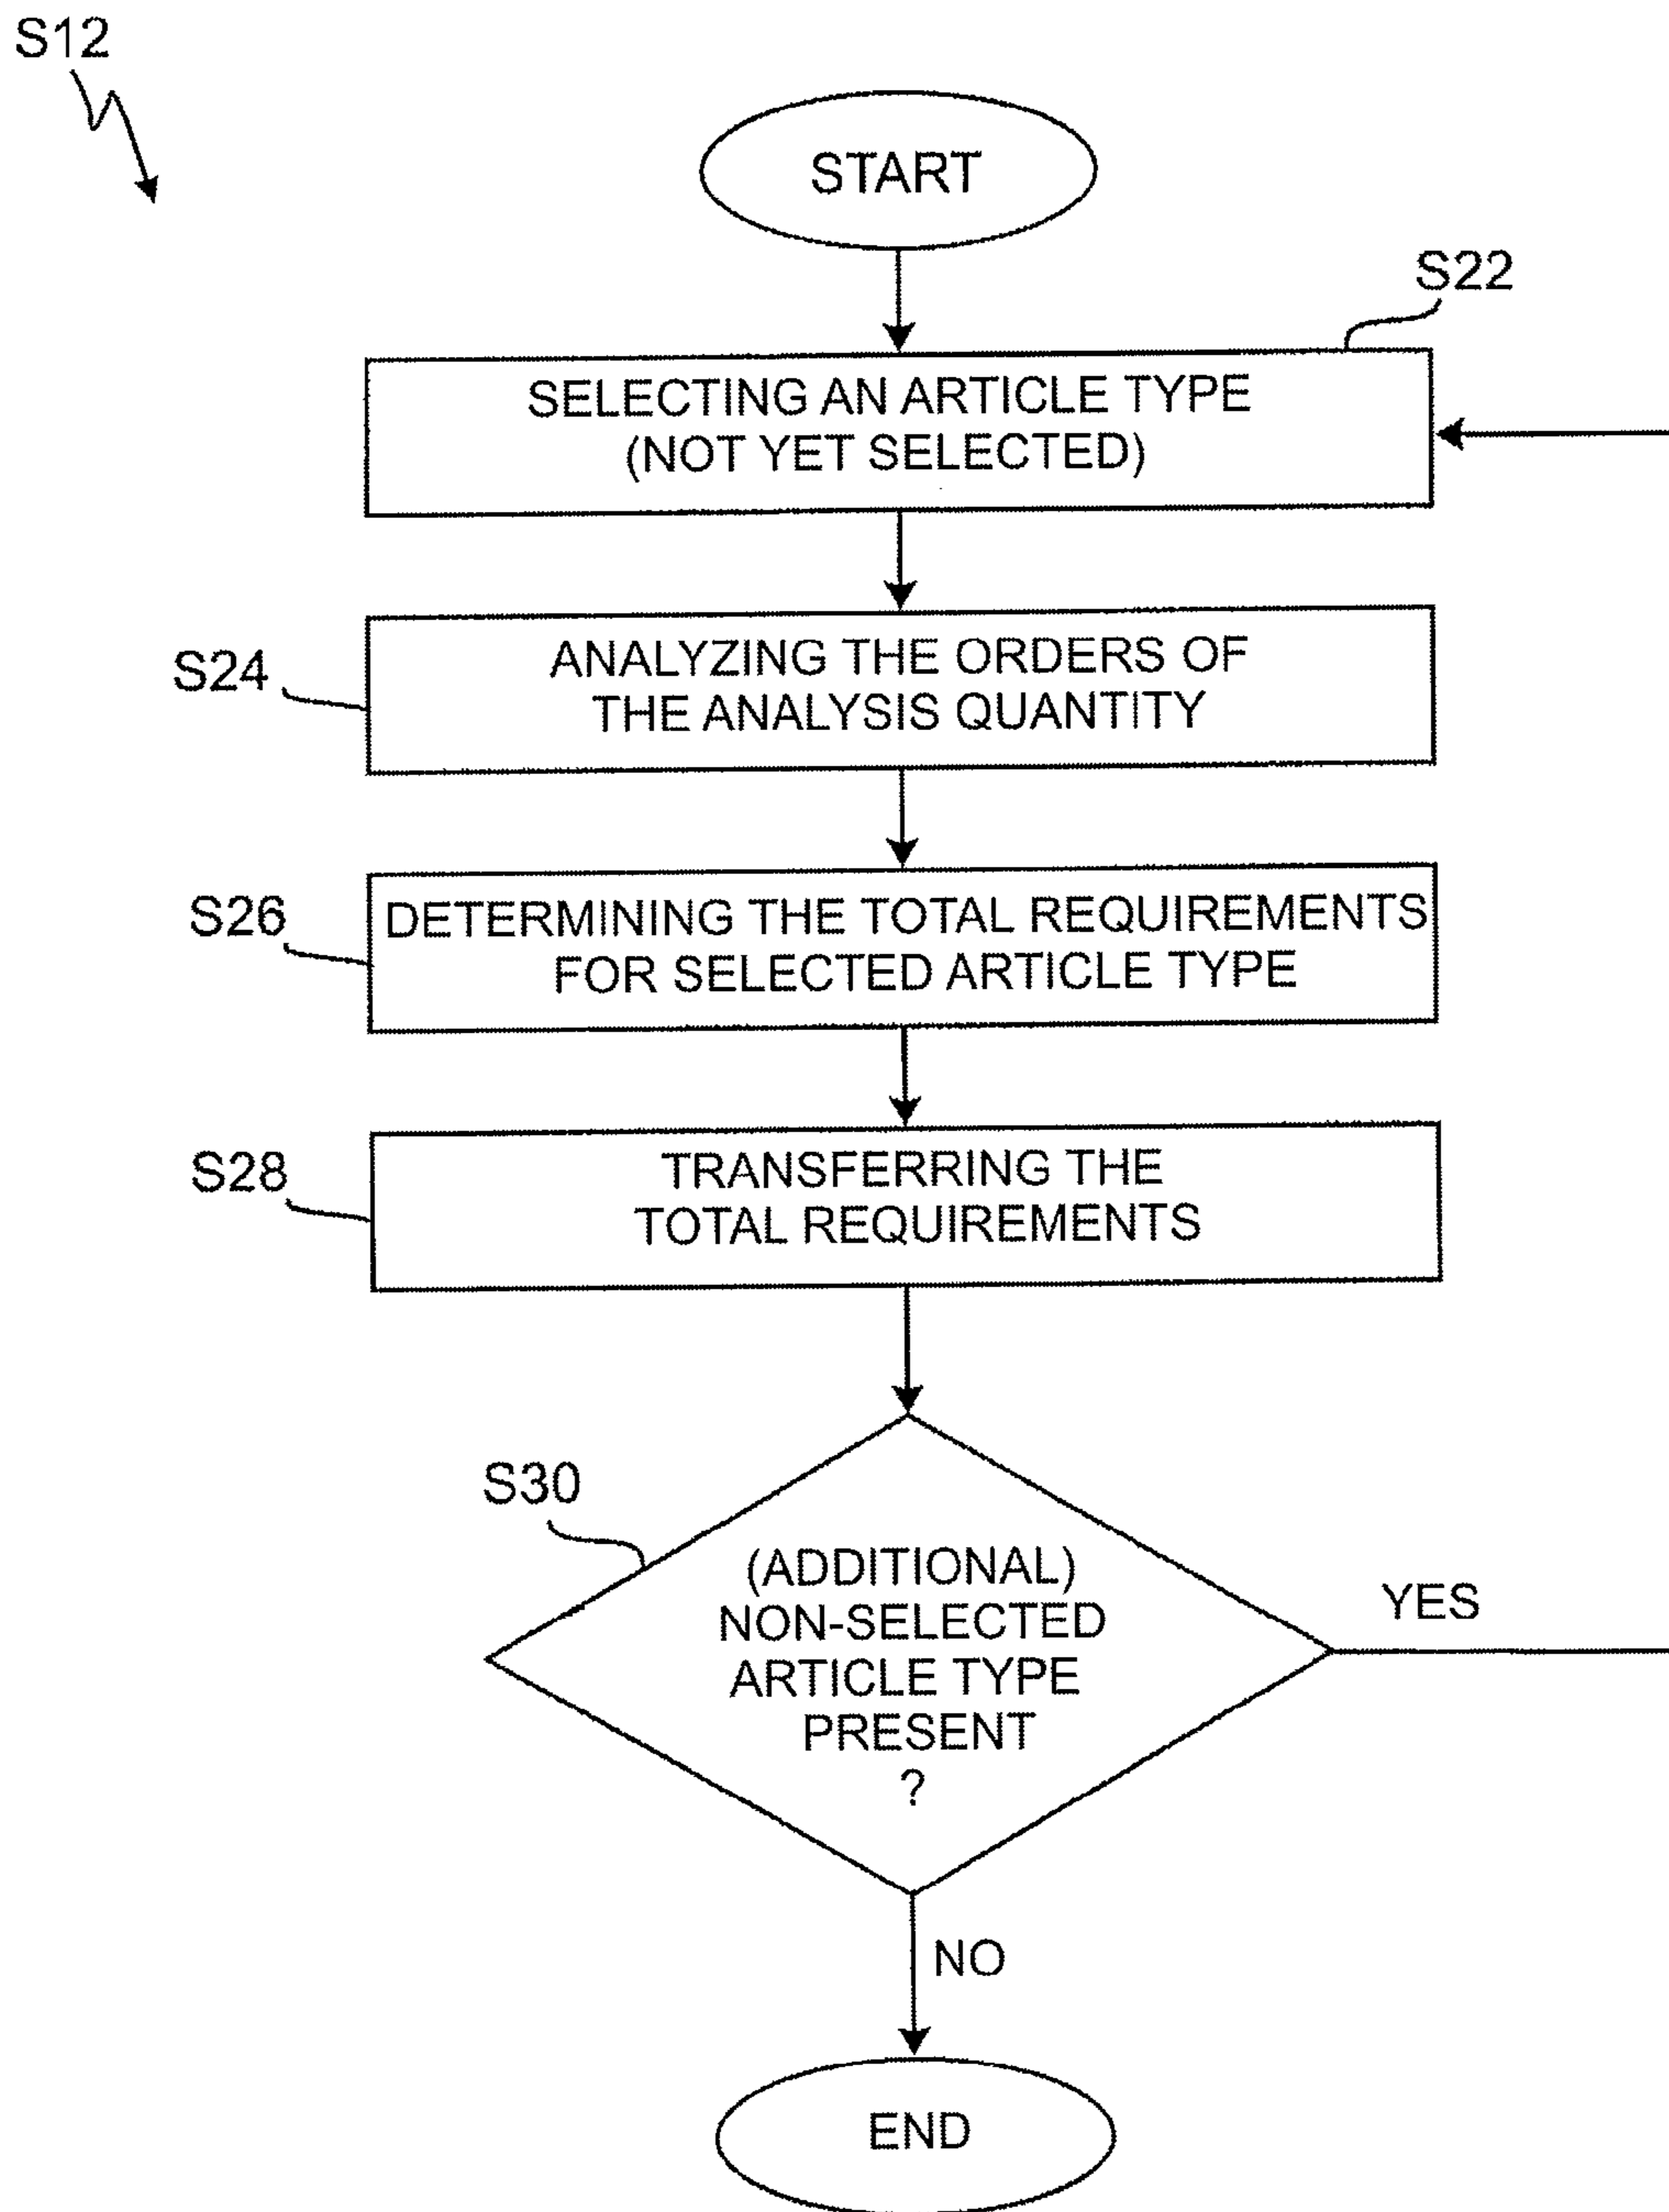 S12
START
S22
SELECTING AN ARTICLE TYPE
(NOT YET SELECTED)
S24
ANALYZING THE ORDERS OF
THE ANALYSIS QUANTITY
S26
DETERMINING THE TOTAL REQUIREMENTS
FOR SELECTED ARTICLE TYPE
S28
TRANSFERRING THE
TOTAL REQUIREMENTS
S30
(ADDITIONAL)
NON-SELECTED
ARTICLE TYPE
PRESENT
?
YES
NO
END